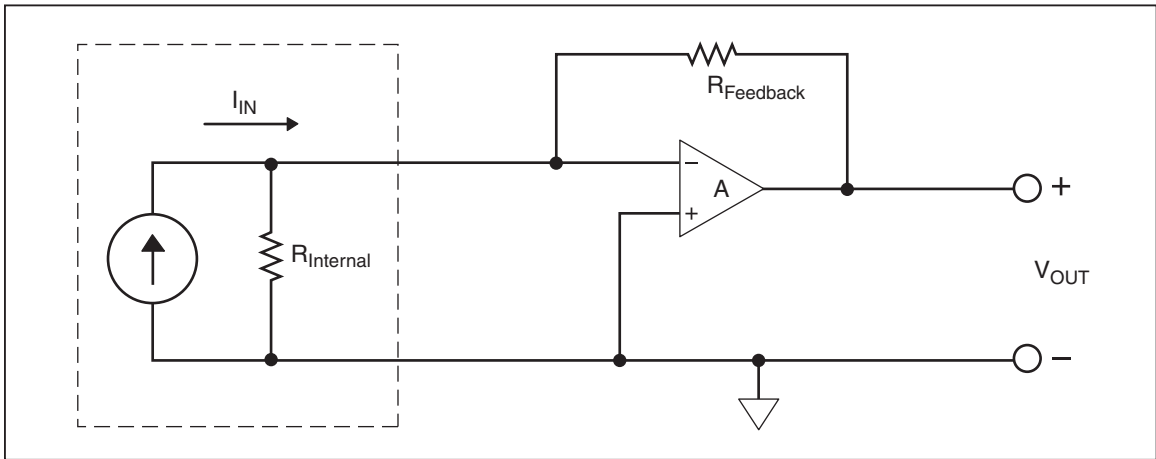 R_Feedback
I_IN
−
A
+
+
R_Internal
V_OUT
−